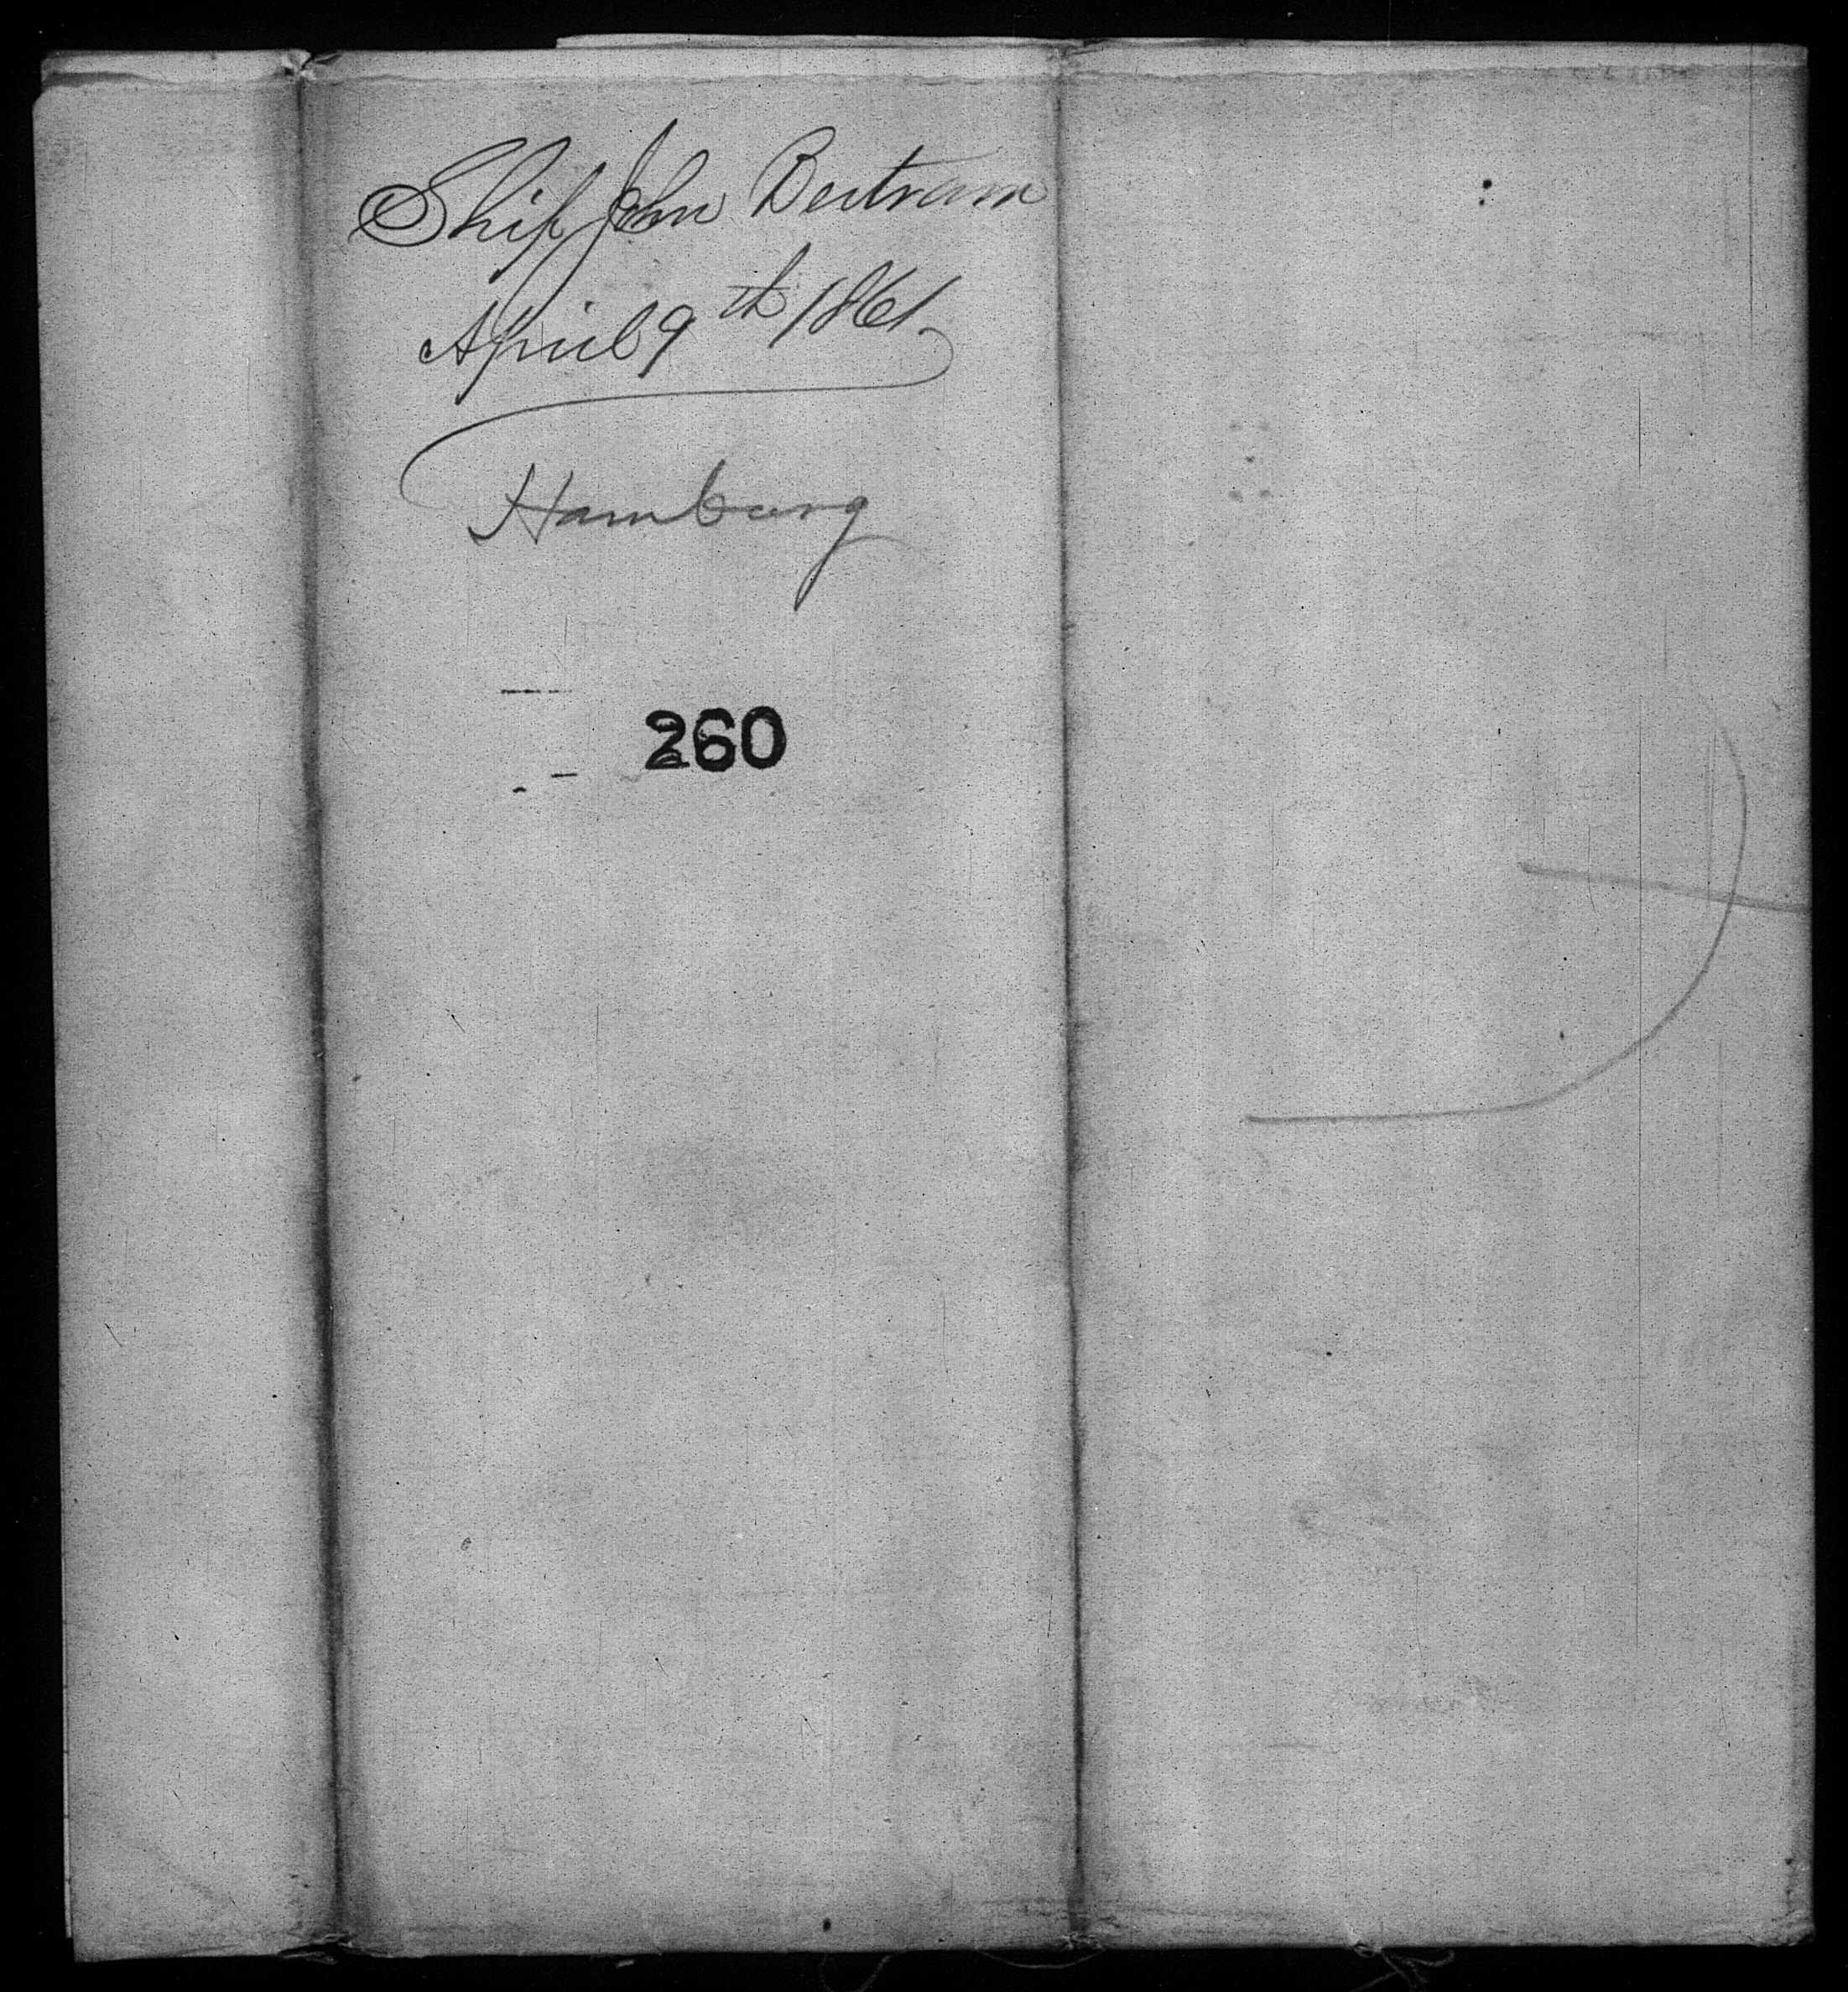 Ship John Bertram
April 9th 1861.
Hamburg
260